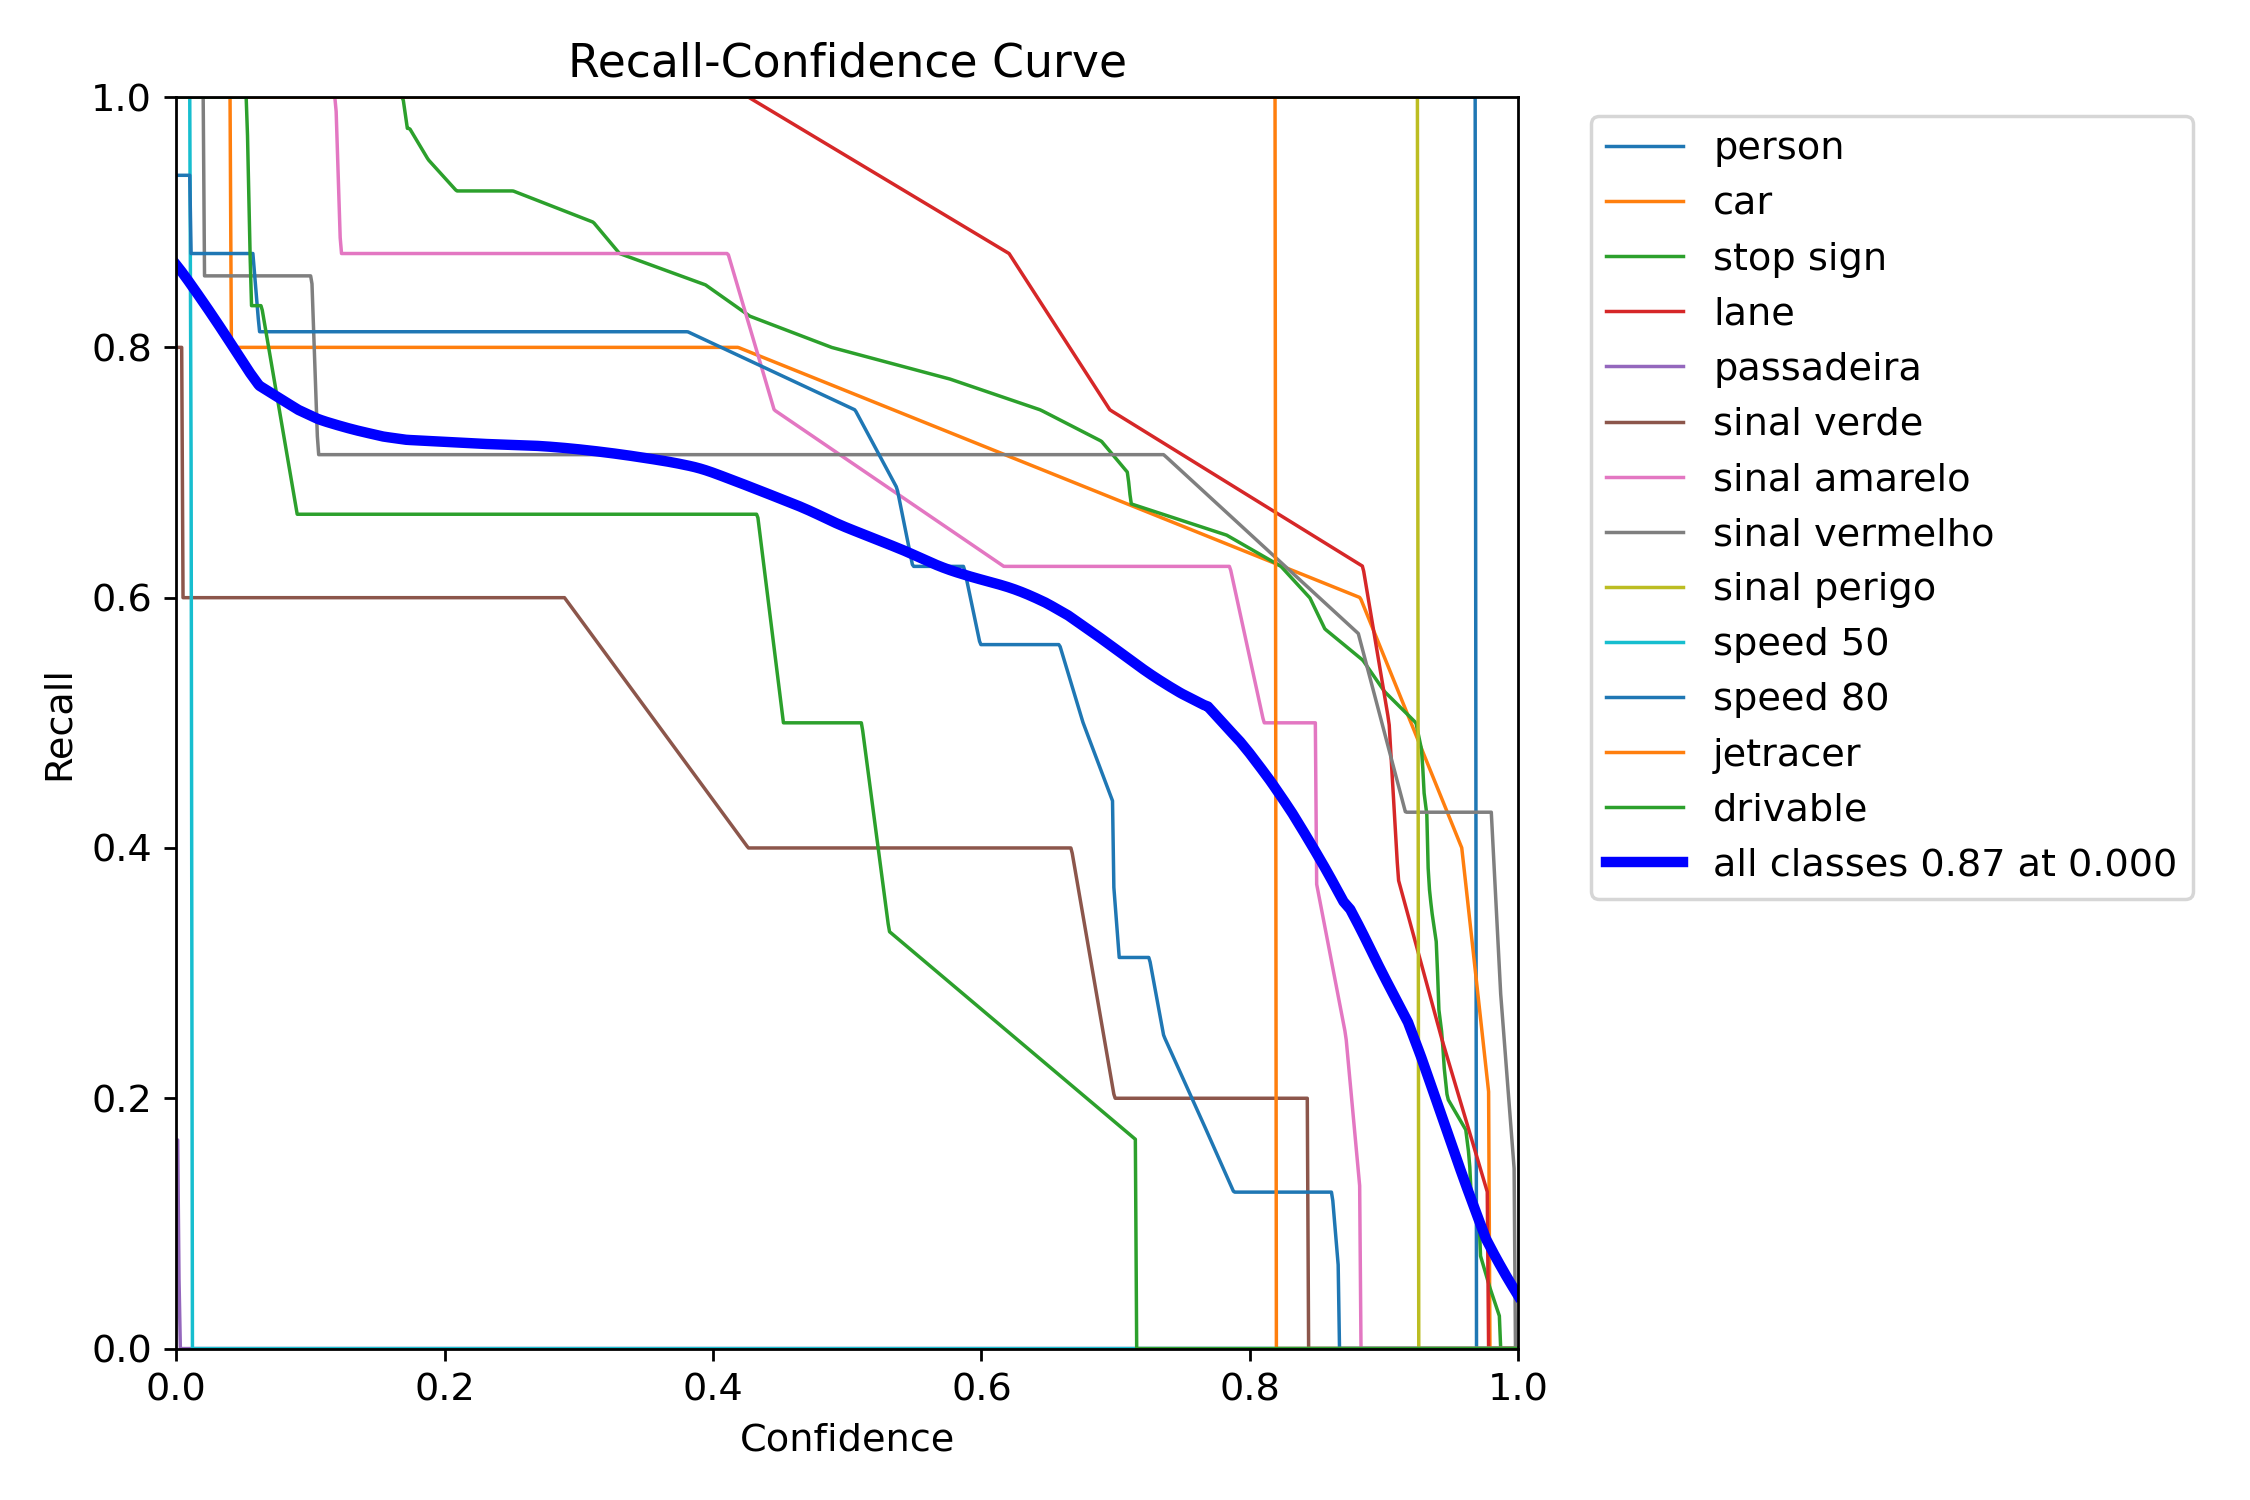 Recall-Confidence Curve
1.0
0.8
0.6
0.4
0.2
0.0
Recall
0.0 0.2 0.4 0.6 0.8 1.0
Confidence
person
car
stop sign
lane
passadeira
sinal verde
sinal amarelo
sinal vermelho
sinal perigo
speed 50
speed 80
jetracer
drivable
all classes 0.87 at 0.000